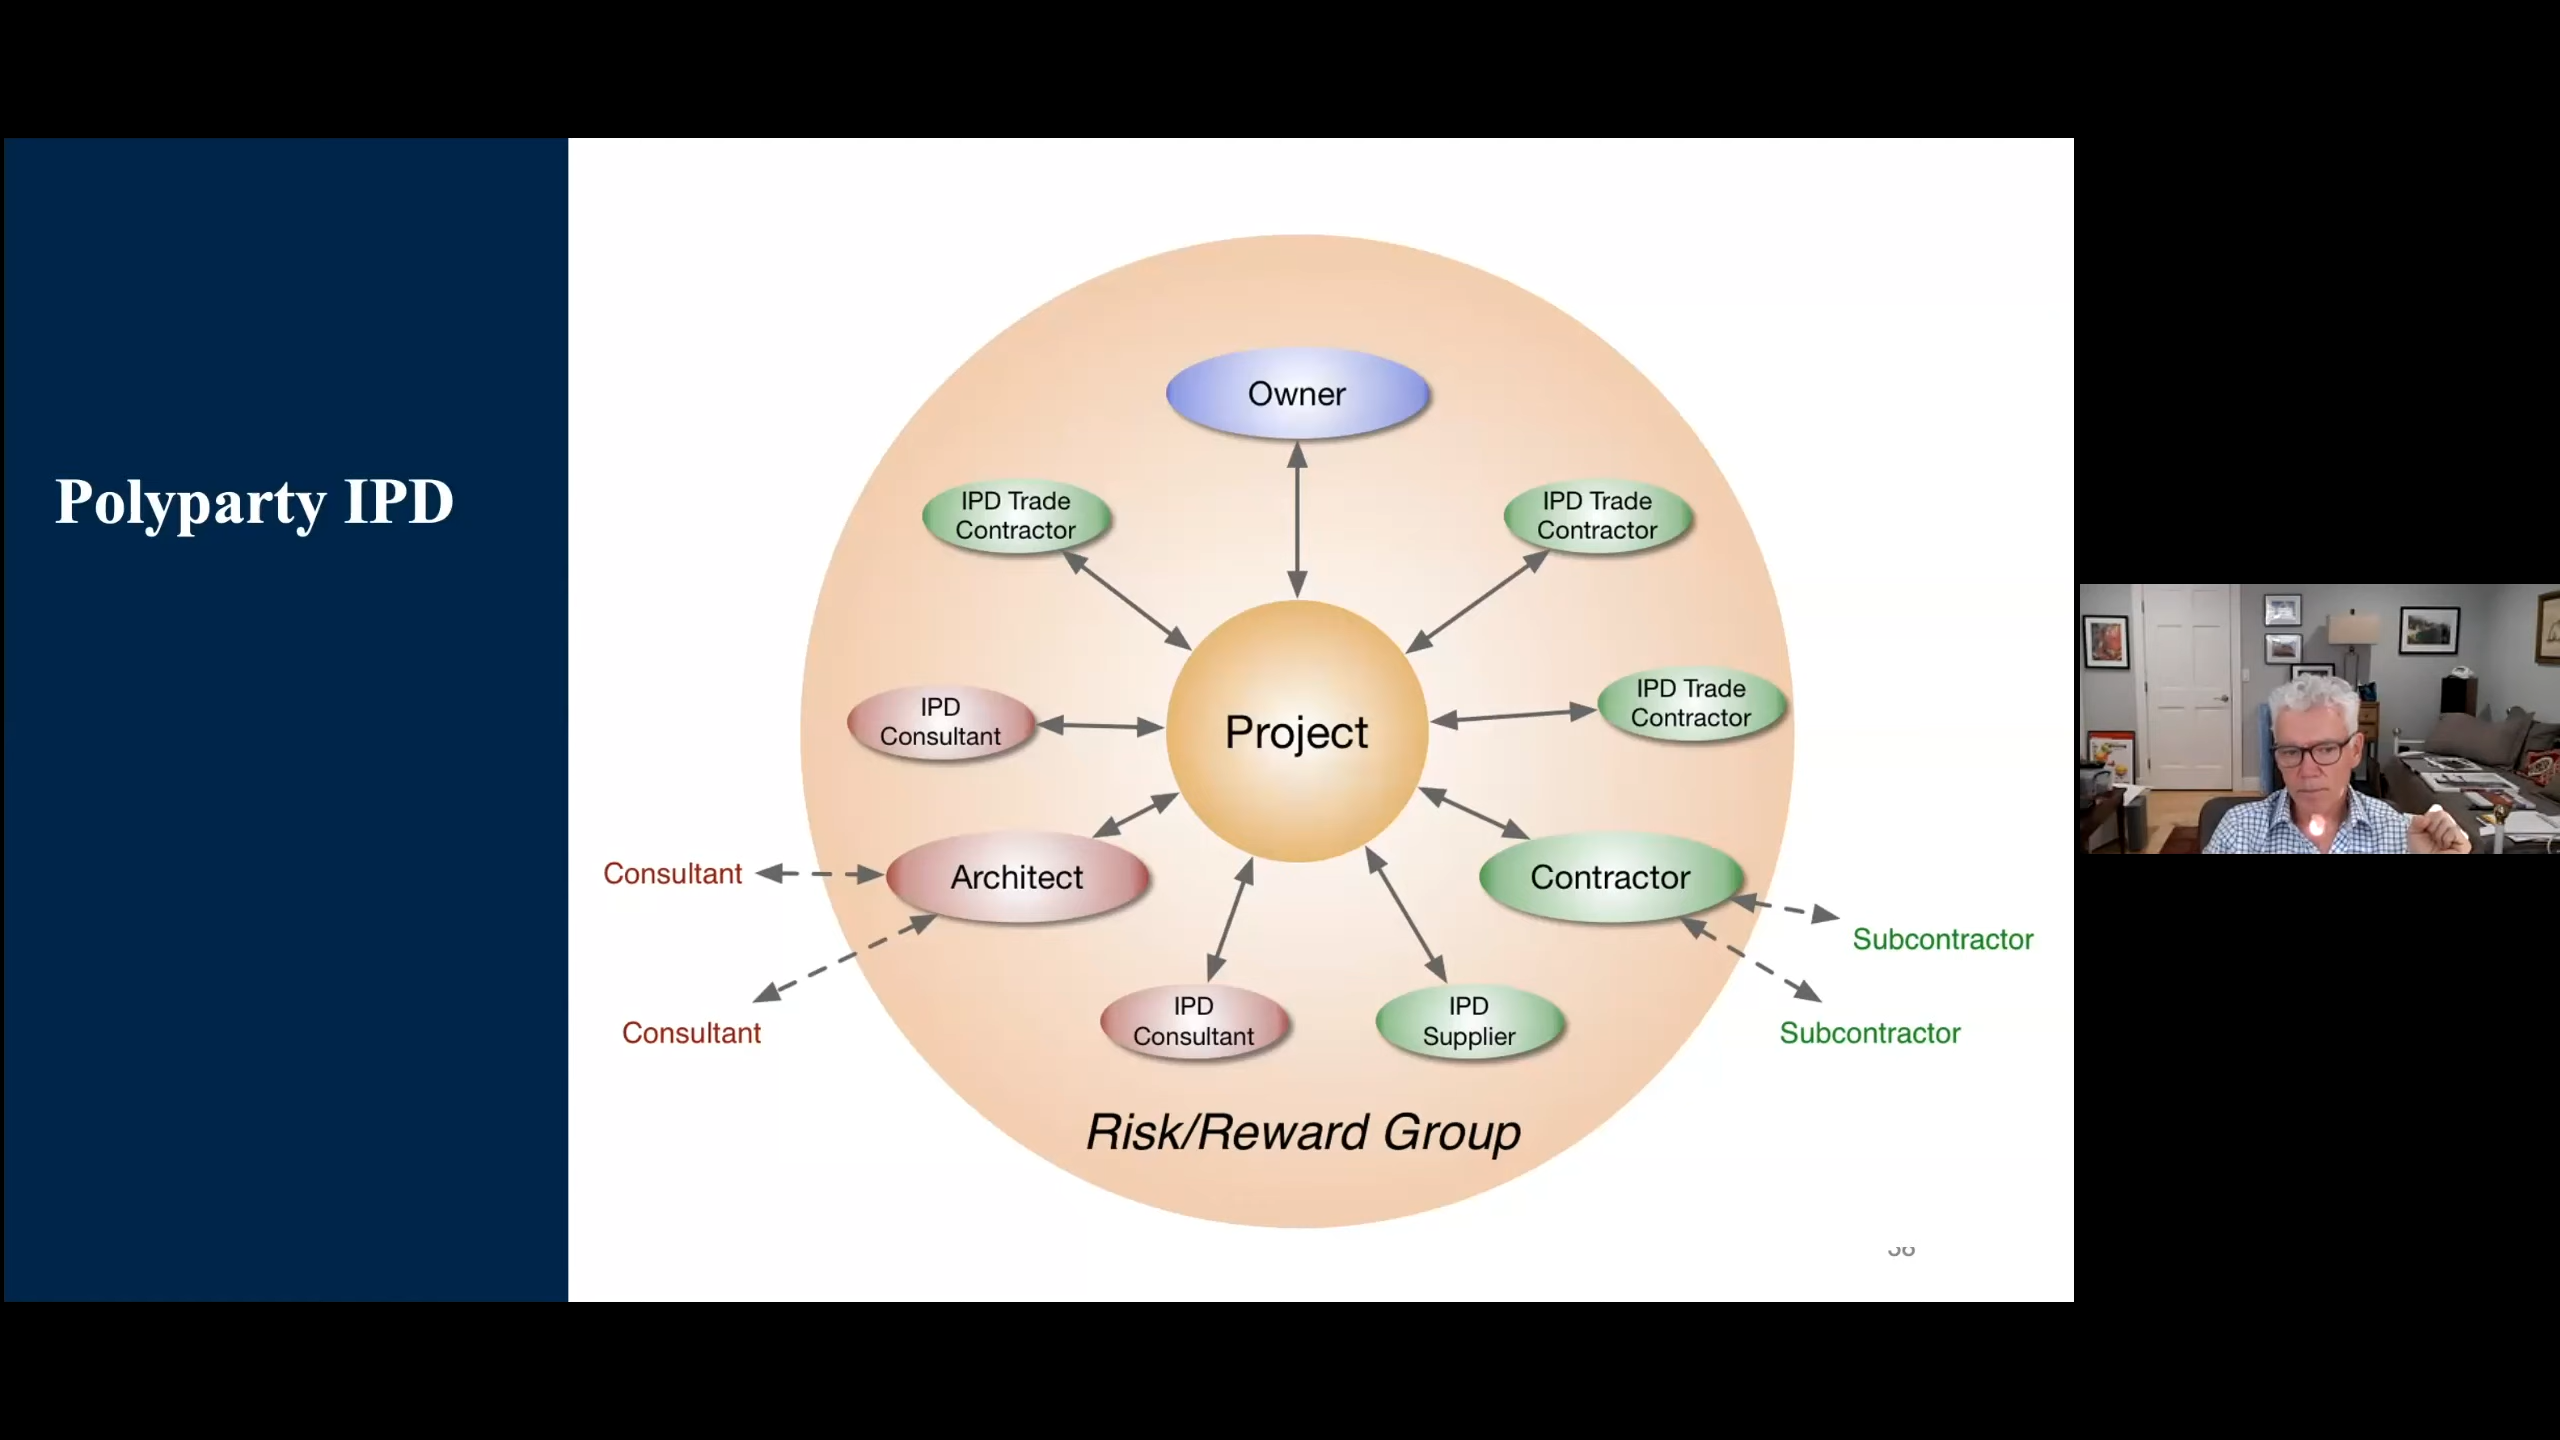 Polyparty IPD
Owner
IPD Trade
Contractor
IPD Trade
Contractor
IPD
Consultant
Project
IPD Trade
Contractor
Consultant
Architect
Contractor
Subcontractor
Consultant
IPD
Consultant
IPD
Supplier
Subcontractor
Risk/Reward Group